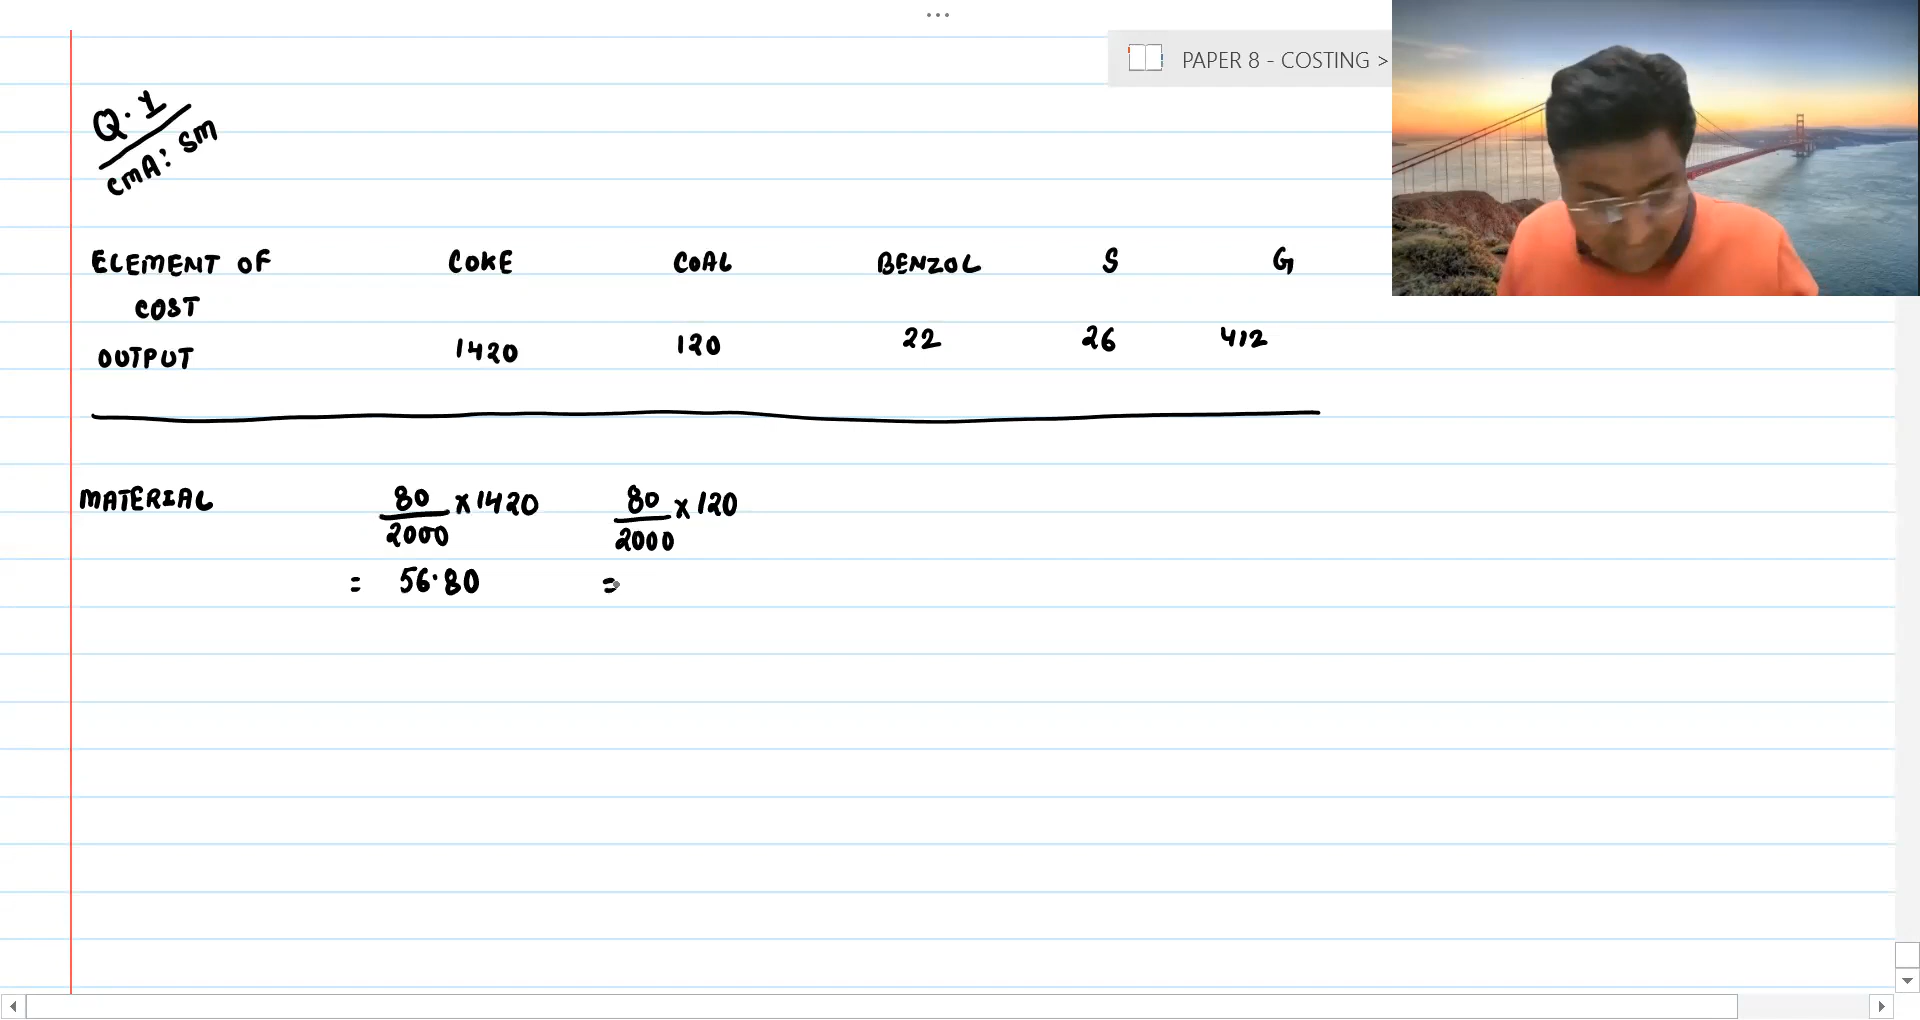 PAPER 8 - COSTING >
Q.1
CMA: SM
ELEMENT OF COKE COAL BENZOL S G
COST
OUTPUT 1420 120 22 26 412
MATERIAL 80/2000 x 1420 80/2000 x 120
= 56.80 =